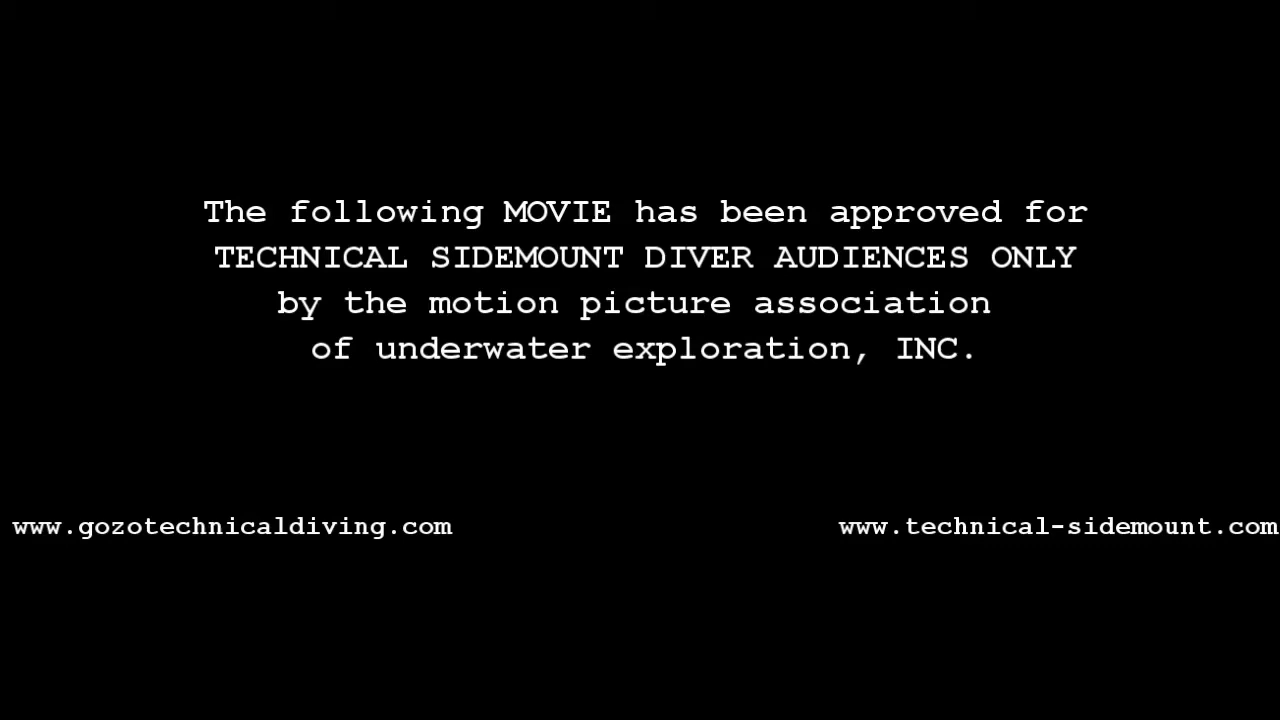 The following MOVIE has been approved for
TECHNICAL SIDEMOUNT DIVER AUDIENCES ONLY
by the motion picture association
of underwater exploration, INC.
www.gozotechnicaldiving.com
www.technical-sidemount.com